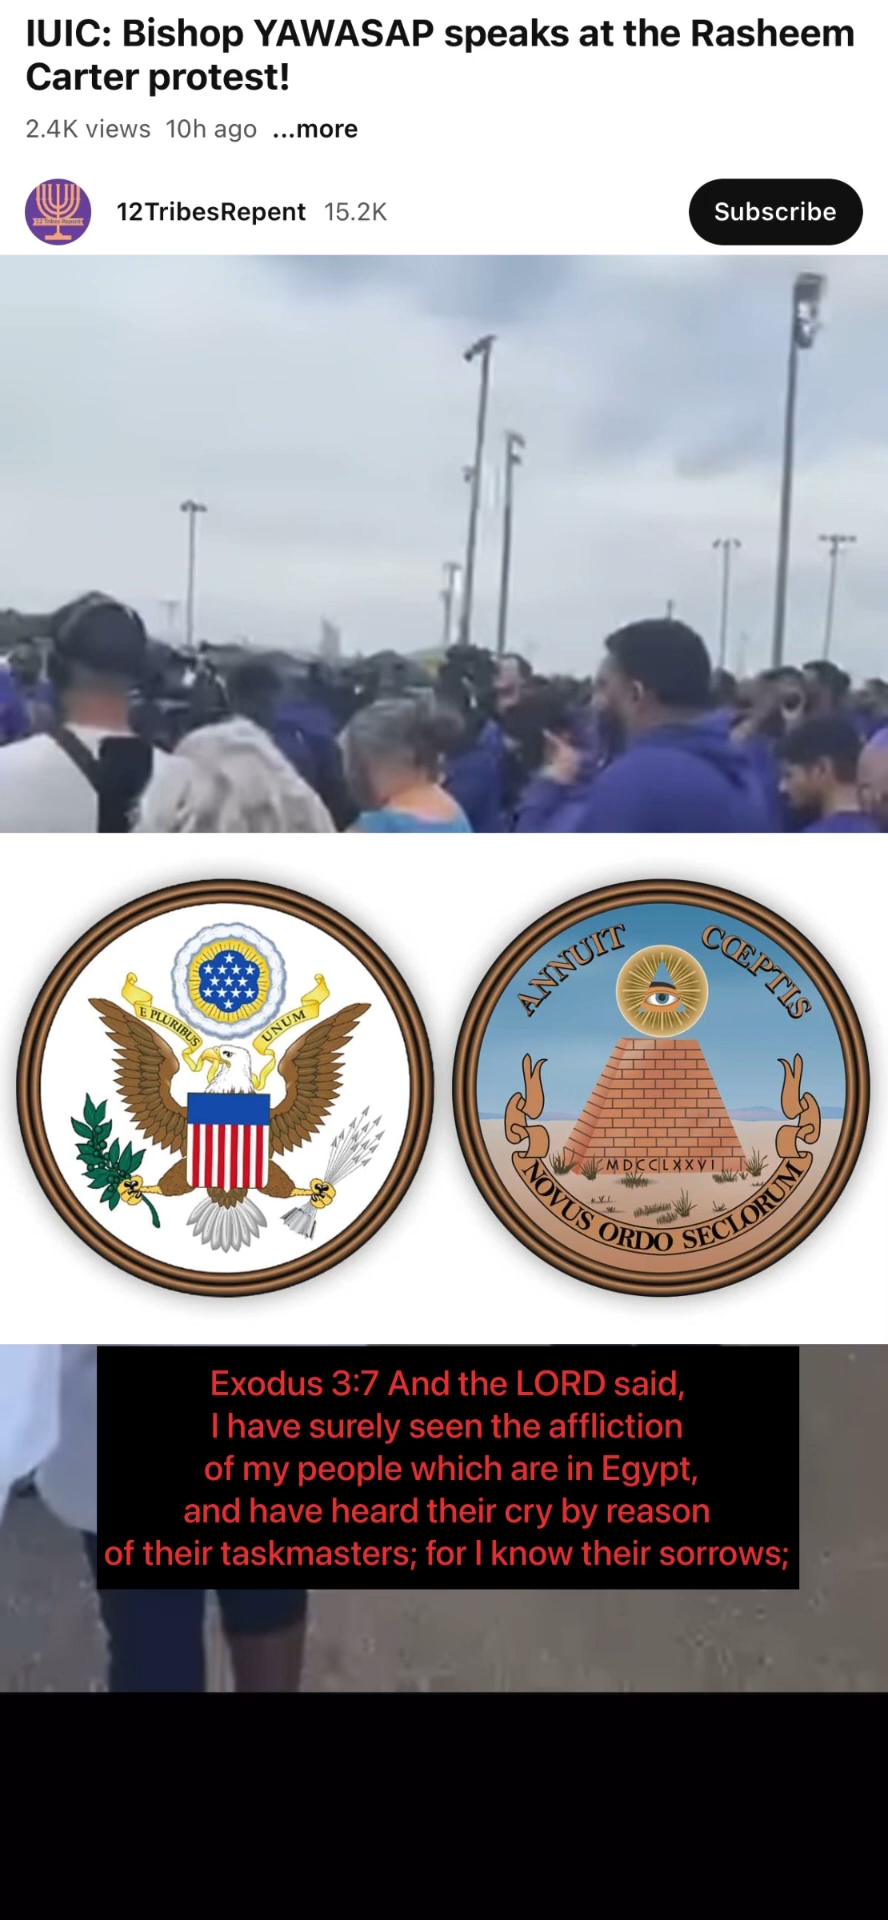 IUIC: Bishop YAWASAP speaks at the Rasheem
Carter protest!
2.4K views 10h ago ...more
12TribesRepent 15.2K
Subscribe
E PLURIBUS UNUM
ANNUIT CŒPTIS
MDCCLXXVI
NOVUS ORDO SECLORUM
Exodus 3:7 And the LORD said,
I have surely seen the affliction
of my people which are in Egypt,
and have heard their cry by reason
of their taskmasters; for I know their sorrows;